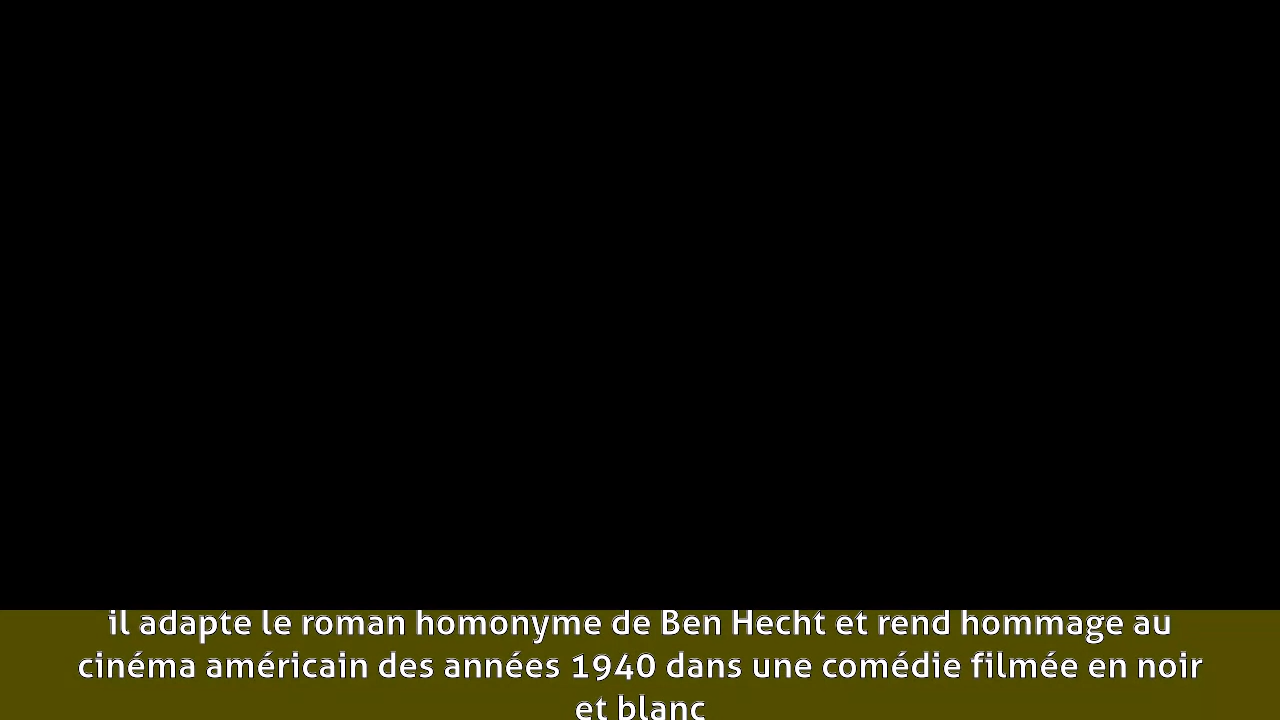 il adapte le roman homonyme de Ben Hecht et rend hommage au
cinéma américain des années 1940 dans une comédie filmée en noir
et blanc